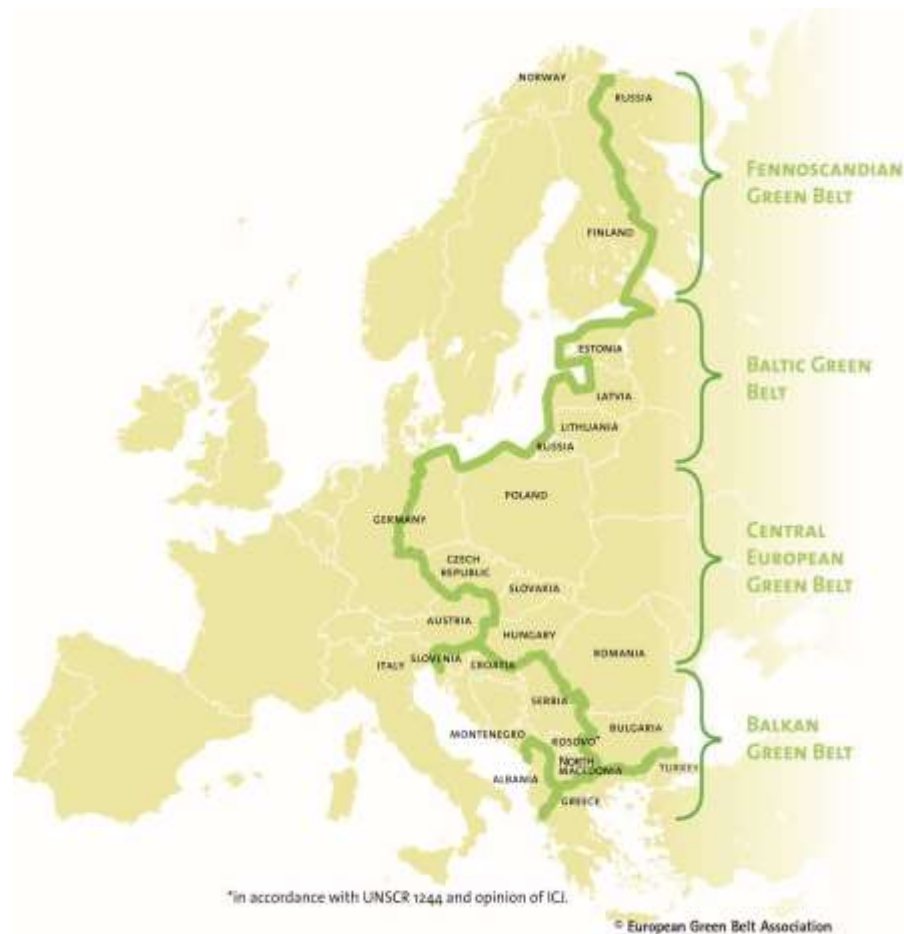 NORWAY
RUSSIA
FENNOSCANDIAN
GREEN BELT
FINLAND
ESTONIA
BALTIC GREEN
BELT
LATVIA
LITHUANIA
RUSSIA
POLAND
GERMANY
CENTRAL
EUROPEAN
GREEN BELT
CZECH
REPUBLIC
SLOVAKIA
AUSTRIA
HUNGARY
ROMANIA
ITALY
SLOVENIA
CROATIA
SERBIA
BULGARIA
BALKAN
GREEN BELT
MONTENEGRO
KOSOVO*
NORTH
MACEDONIA
TURKEY
ALBANIA
GREECE
*in accordance with UNSCR 1244 and opinion of ICJ.
© European Green Belt Association